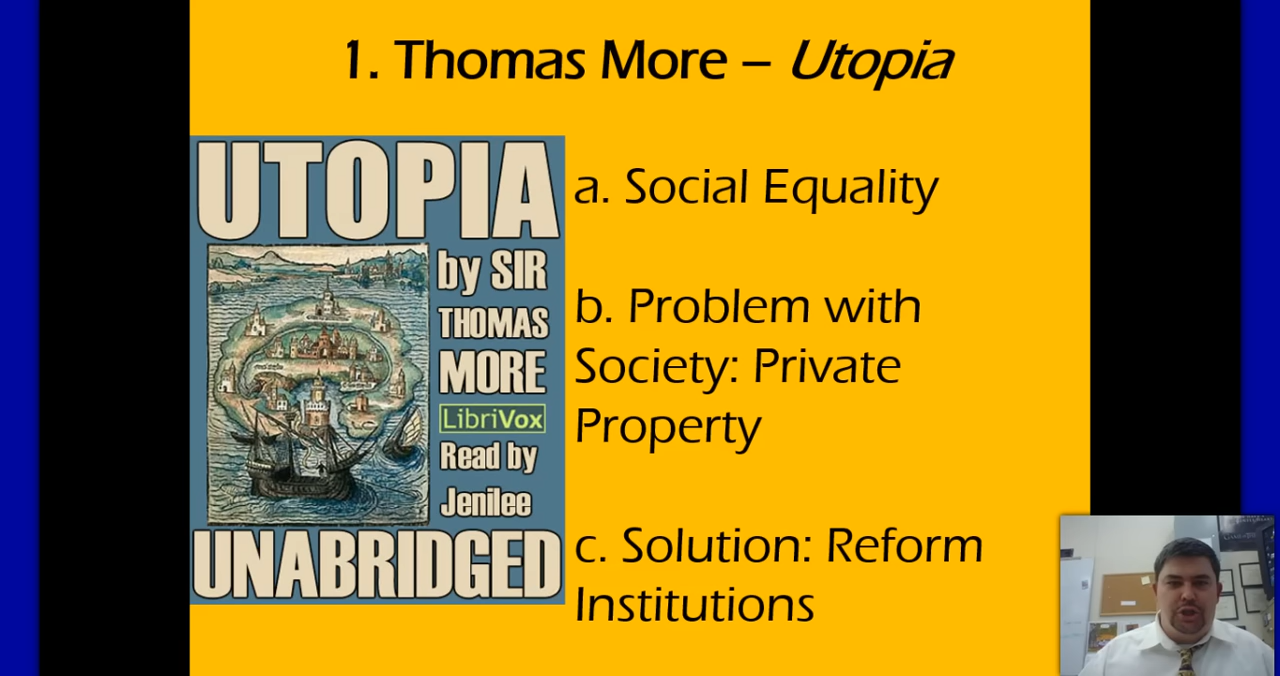 1. Thomas More – Utopia
UTOPIA
by SIR
THOMAS
MORE
LibriVox
Read by
Jenilee
UNABRIDGED
a. Social Equality
b. Problem with
Society: Private
Property
c. Solution: Reform
Institutions